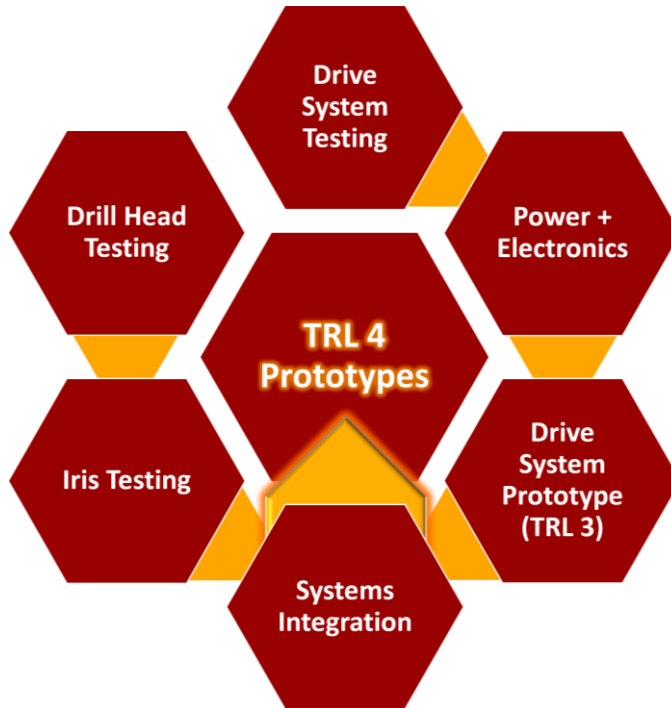 Drive
System
Testing
Drill Head
Testing
Power +
Electronics
TRL 4
Prototypes
Iris Testing
Drive
System
Prototype
(TRL 3)
Systems
Integration